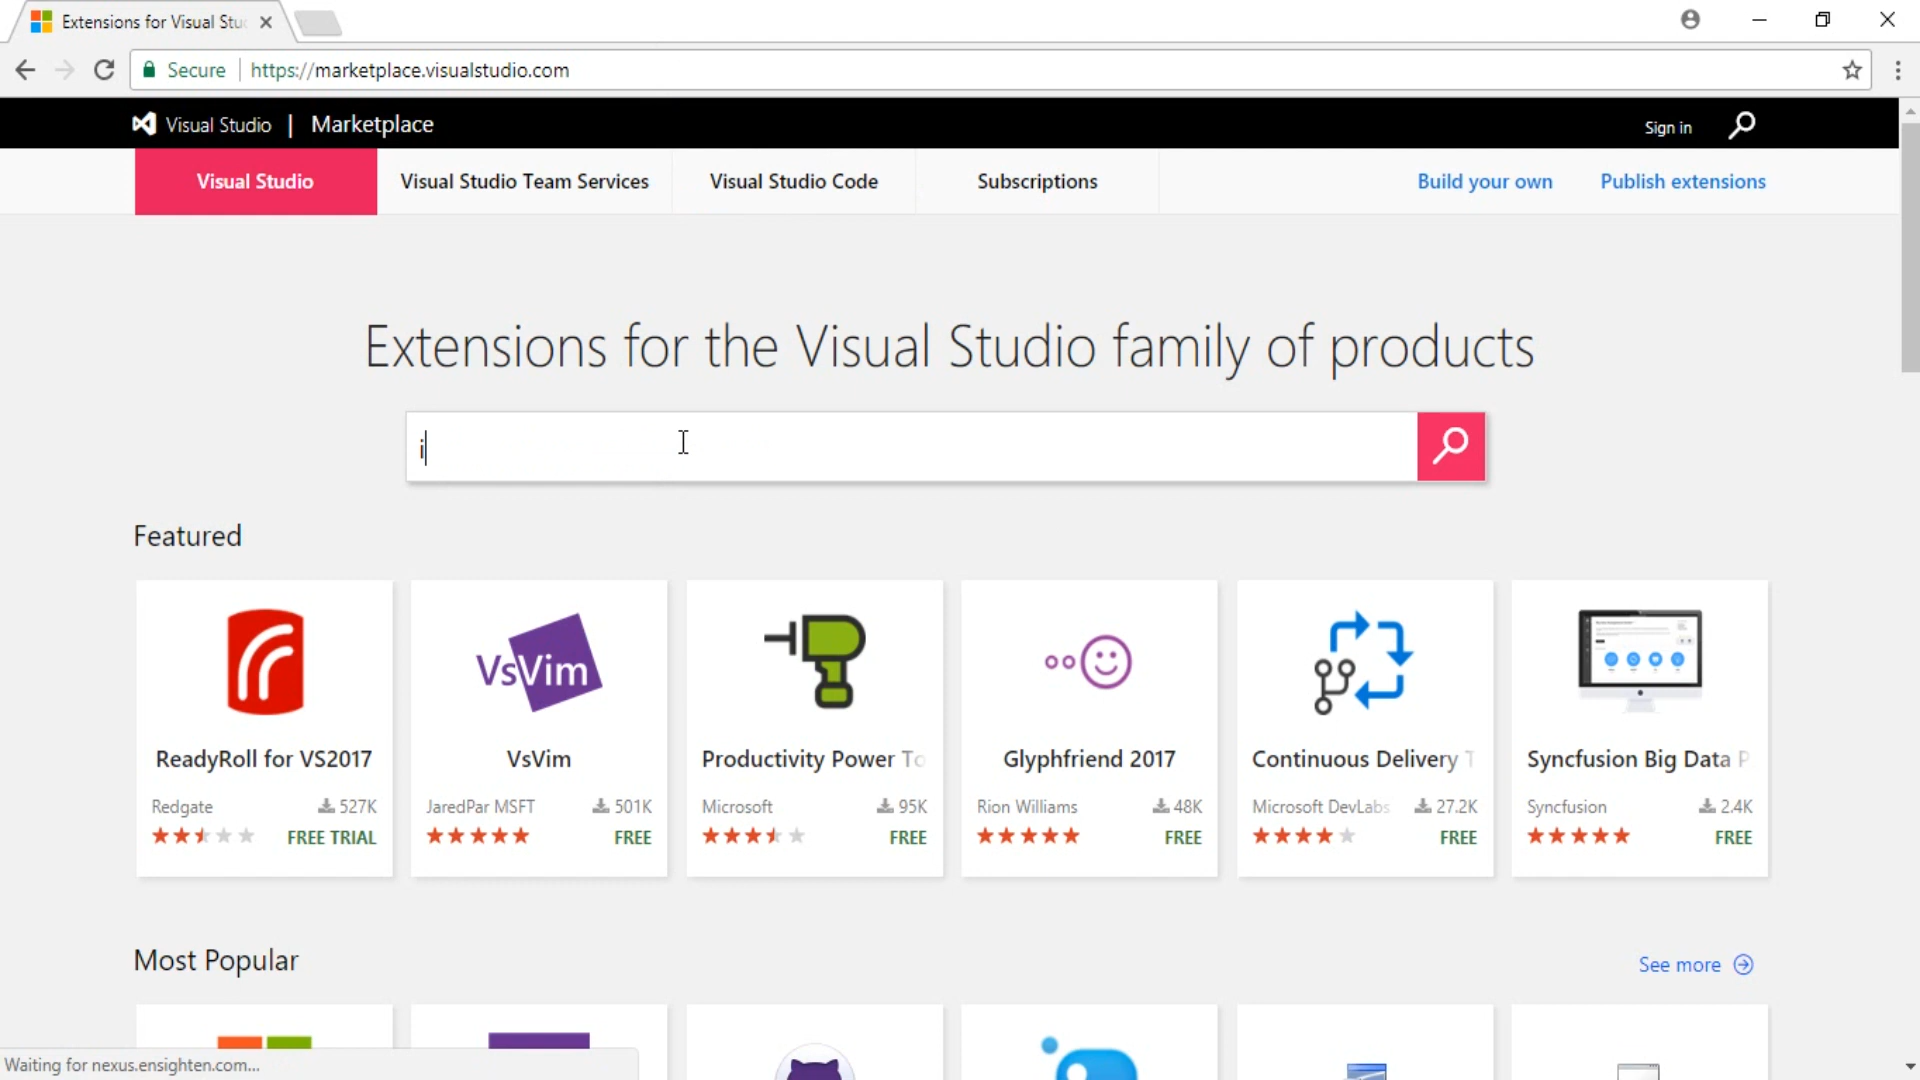 Extensions for Visual Stu
Secure
https://marketplace.visualstudio.com
Visual Studio | Marketplace
Sign in
Visual Studio
Visual Studio Team Services
Visual Studio Code
Subscriptions
Build your own
Publish extensions
Extensions for the Visual Studio family of products
i
Featured
VsVim
ReadyRoll for VS2017
VsVim
Productivity Power To
Glyphfriend 2017
Continuous Delivery T
Syncfusion Big Data P
Redgate 527K
JaredPar MSFT 501K
Microsoft 95K
Rion Williams 48K
Microsoft DevLabs 27.2K
Syncfusion 2.4K
FREE TRIAL
FREE
FREE
FREE
FREE
FREE
Most Popular
See more
Waiting for nexus.ensighten.com...